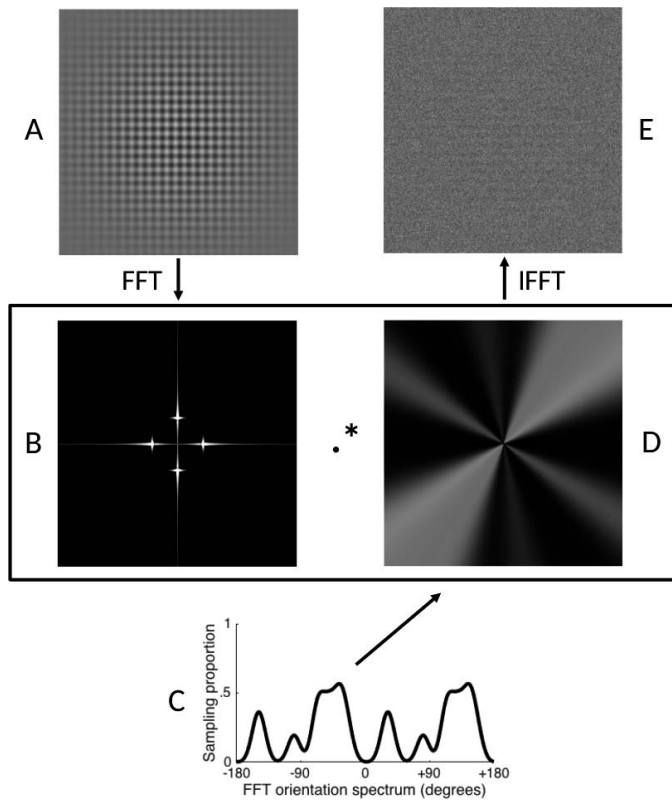 A
E
FFT
IFFT
B
.*
D
C
Sampling proportion
1
.5
0
-180
-90
0
+90
+180
FFT orientation spectrum (degrees)